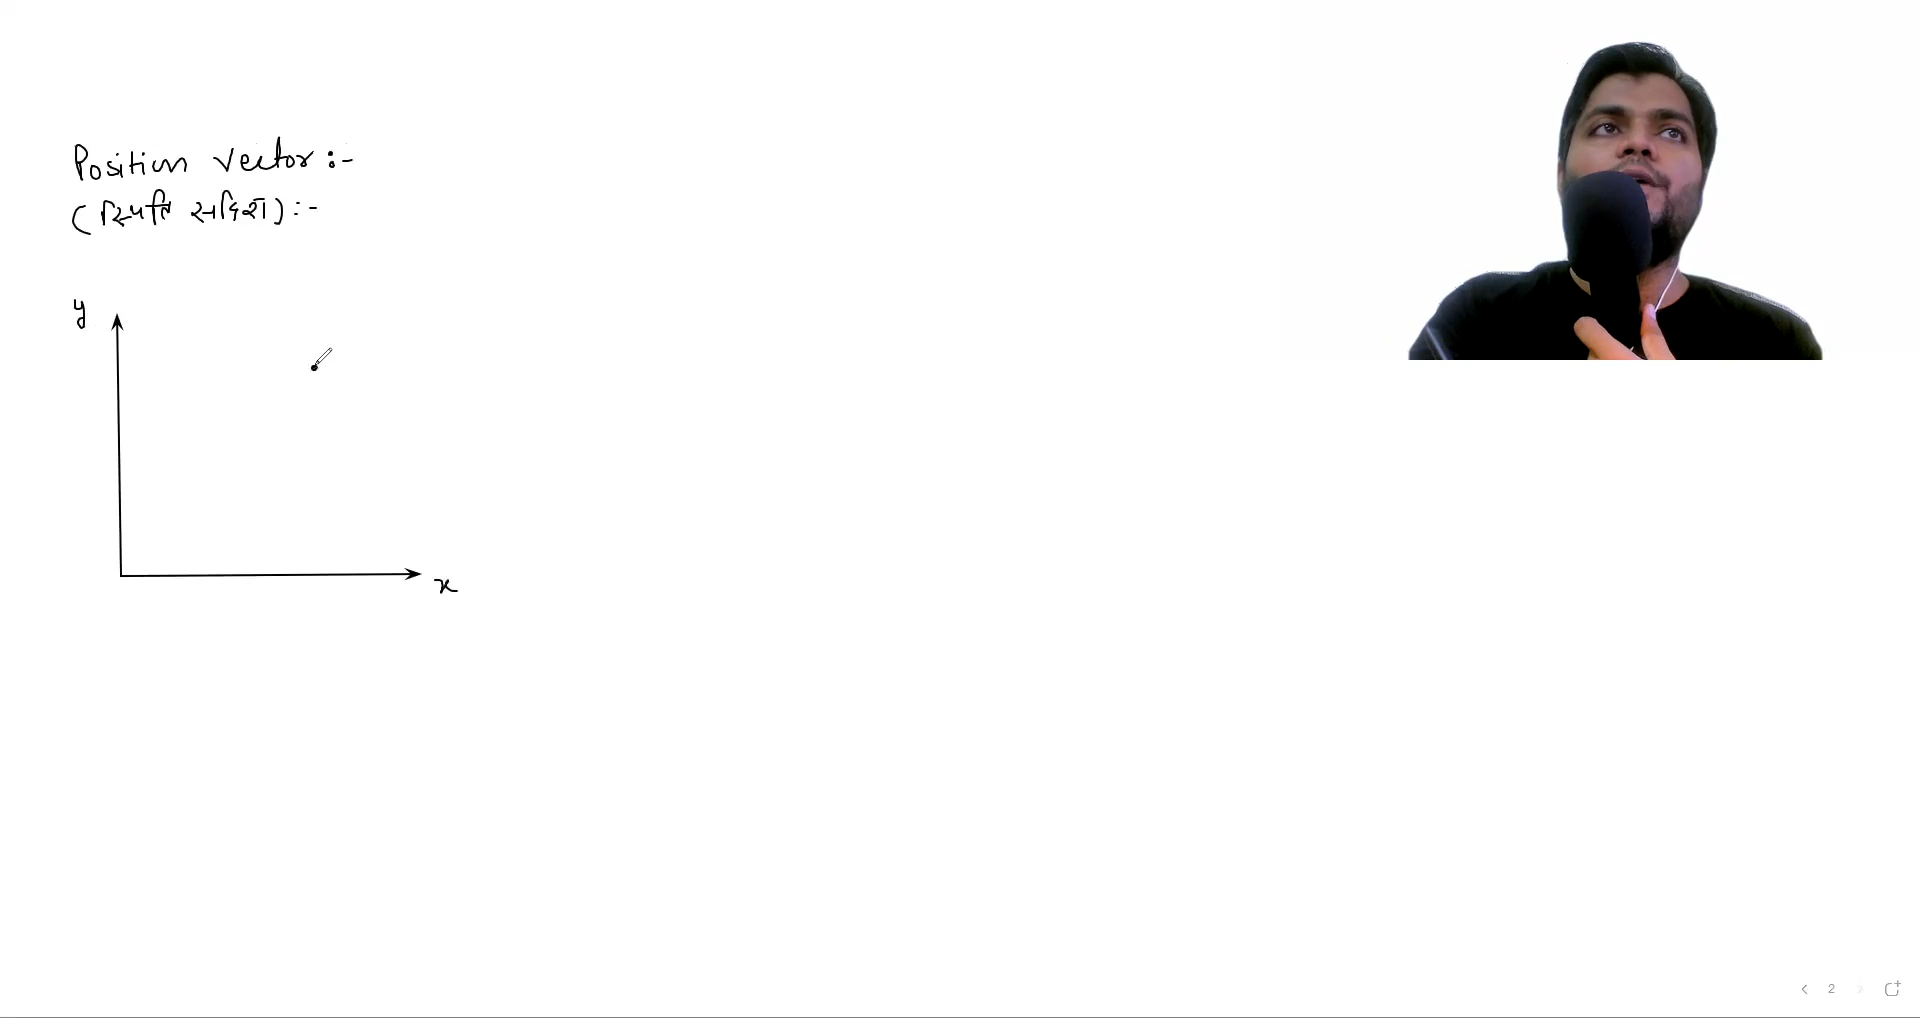 Position Vector :-
(स्थिति सदिश) :-
y
x
2